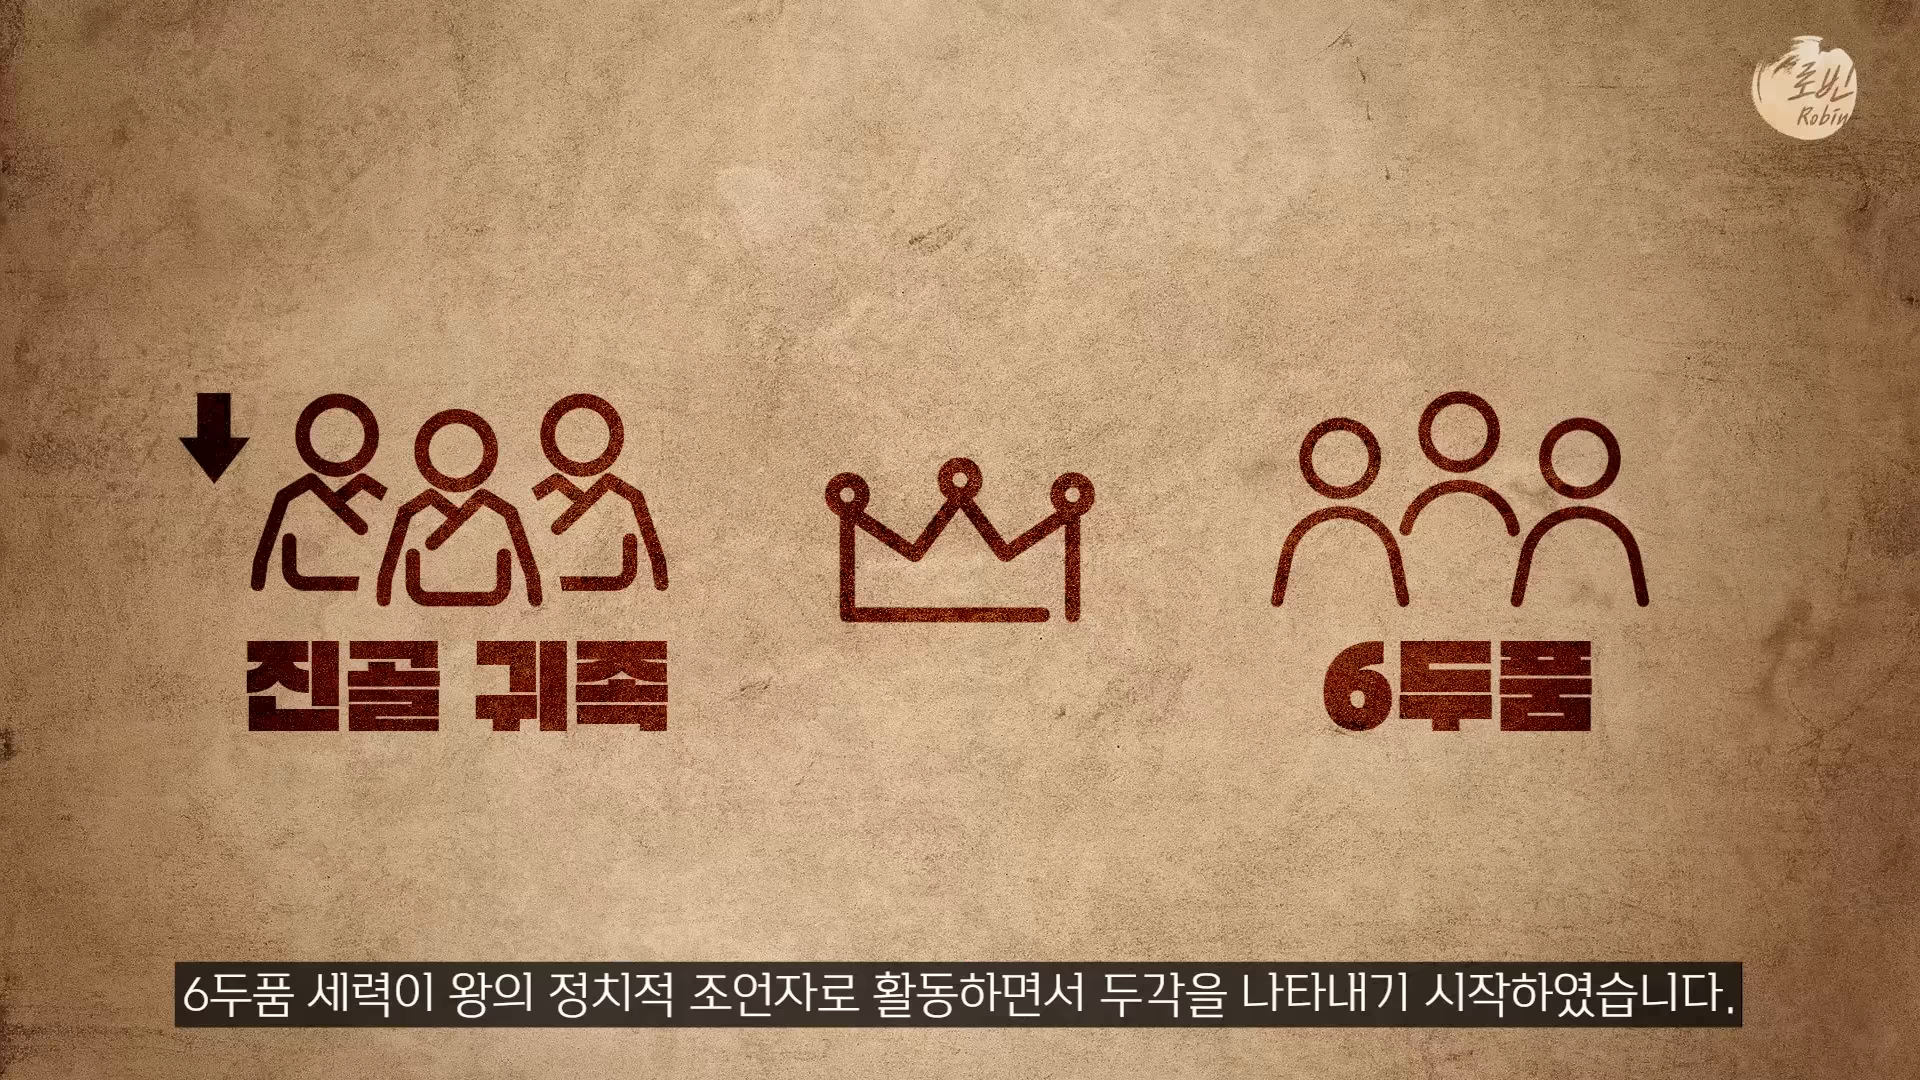 로빈
Robin
진골 귀족
6두품
6두품 세력이 왕의 정치적 조언자로 활동하면서 두각을 나타내기 시작하였습니다.